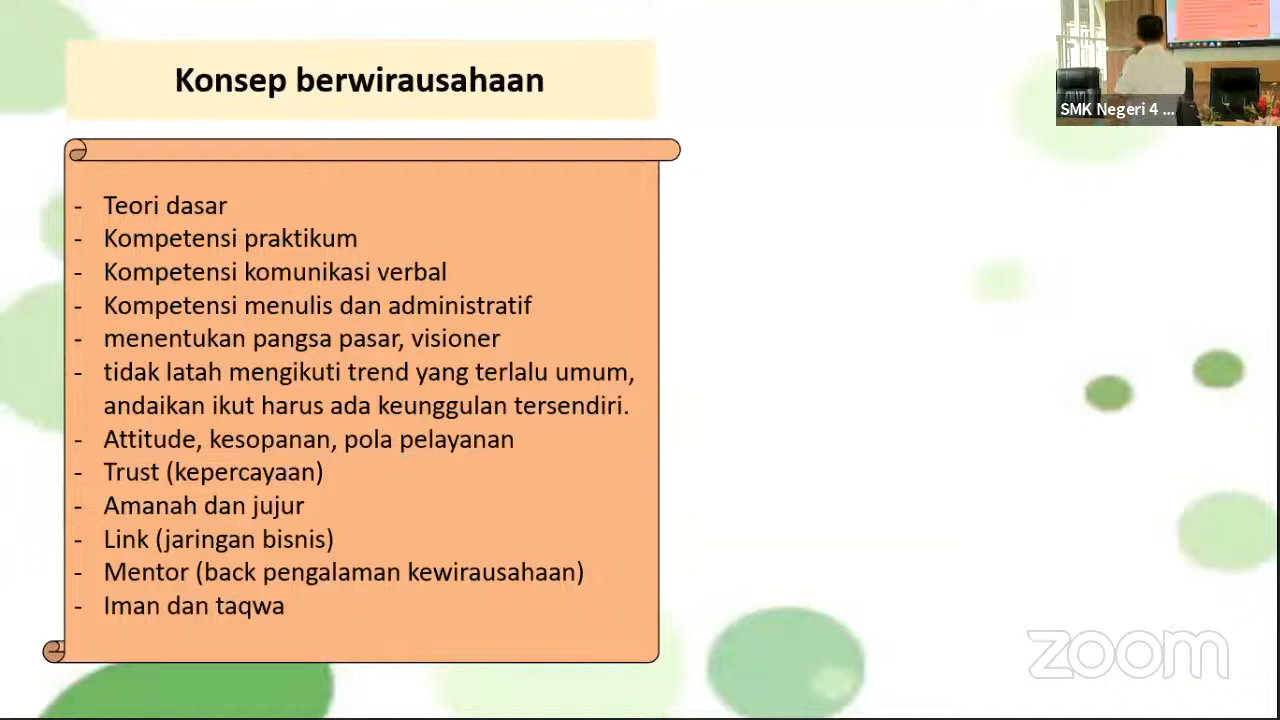 Konsep berwirausahaan
SMK Negeri 4 ...
- Teori dasar
- Kompetensi praktikum
- Kompetensi komunikasi verbal
- Kompetensi menulis dan administratif
- menentukan pangsa pasar, visioner
- tidak latah mengikuti trend yang terlalu umum,
andaikan ikut harus ada keunggulan tersendiri.
- Attitude, kesopanan, pola pelayanan
- Trust (kepercayaan)
- Amanah dan jujur
- Link (jaringan bisnis)
- Mentor (back pengalaman kewirausahaan)
- Iman dan taqwa
zoom